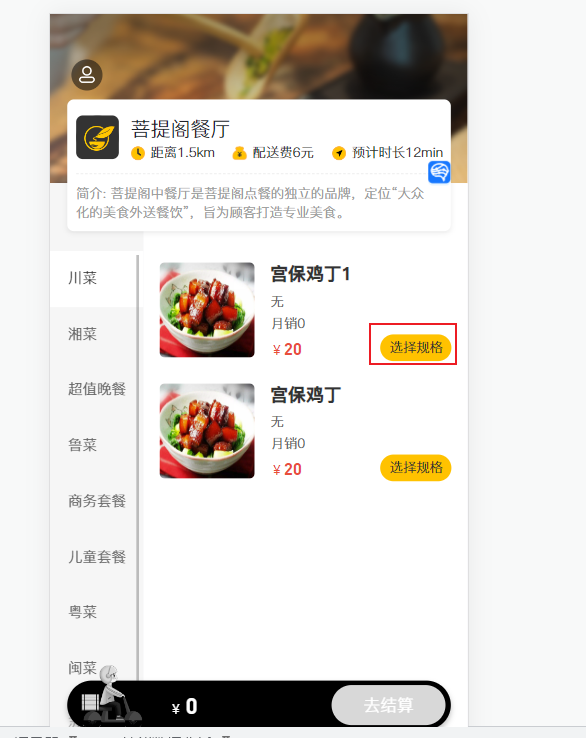 菩提阁餐厅
距离1.5km 配送费6元 预计时长12min
简介: 菩提阁中餐厅是菩提阁点餐的独立的品牌，定位“大众
化的美食外送餐饮”，旨为顾客打造专业美食。
川菜
湘菜
超值晚餐
鲁菜
商务套餐
儿童套餐
粤菜
闽菜
宫保鸡丁1
无
月销0
¥20
选择规格
宫保鸡丁
无
月销0
¥20
选择规格
¥ 0
去结算